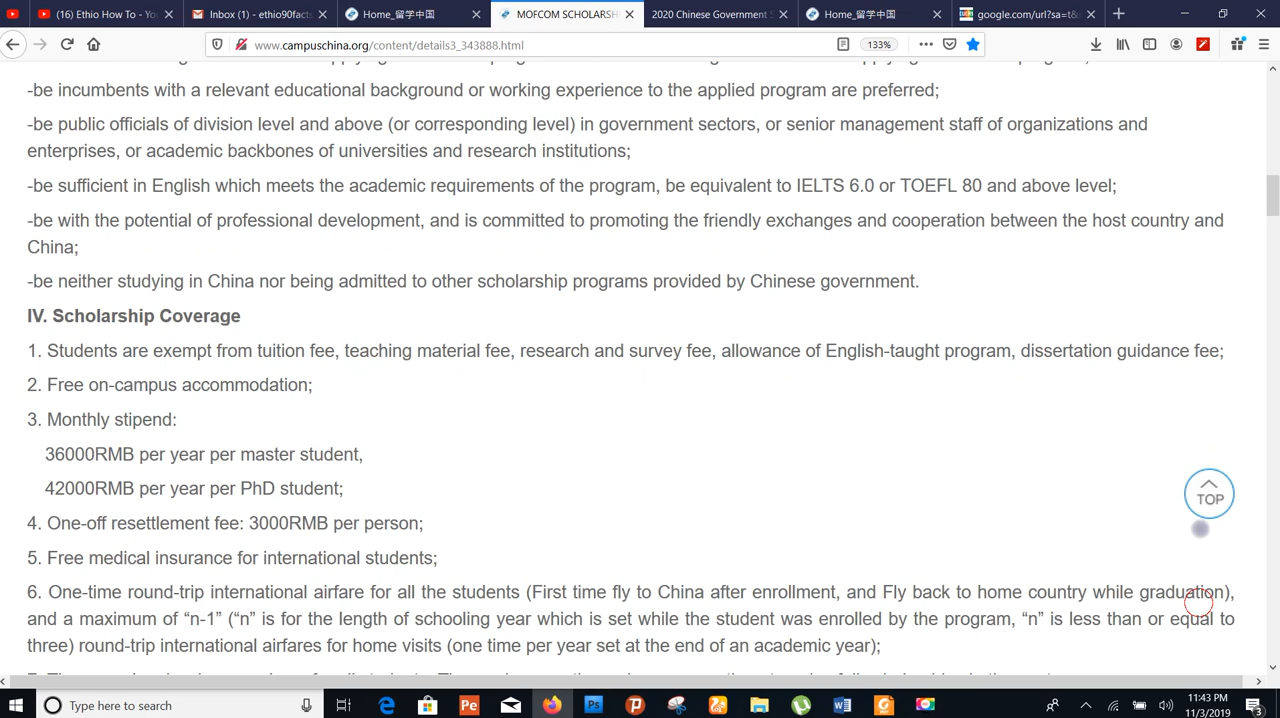 Ethio How To - Yo
Inbox (1) - ethio90facts
Home_留学中国
MOFCOM SCHOLARSH
2020 Chinese Government S
Home_留学中国
google.com/url?sa=t&
www.campuschina.org/content/details3_343888.html
133%
-be incumbents with a relevant educational background or working experience to the applied program are preferred;
-be public officials of division level and above (or corresponding level) in government sectors, or senior management staff of organizations and
enterprises, or academic backbones of universities and research institutions;
-be sufficient in English which meets the academic requirements of the program, be equivalent to IELTS 6.0 or TOEFL 80 and above level;
-be with the potential of professional development, and is committed to promoting the friendly exchanges and cooperation between the host country and
China;
-be neither studying in China nor being admitted to other scholarship programs provided by Chinese government.
IV. Scholarship Coverage
1. Students are exempt from tuition fee, teaching material fee, research and survey fee, allowance of English-taught program, dissertation guidance fee;
2. Free on-campus accommodation;
3. Monthly stipend:
36000RMB per year per master student,
42000RMB per year per PhD student;
TOP
4. One-off resettlement fee: 3000RMB per person;
5. Free medical insurance for international students;
6. One-time round-trip international airfare for all the students (First time fly to China after enrollment, and Fly back to home country while graduation),
and a maximum of “n-1” (“n” is for the length of schooling year which is set while the student was enrolled by the program, “n” is less than or equal to
three) round-trip international airfares for home visits (one time per year set at the end of an academic year);
Type here to search
11:43 PM
11/3/2019
3